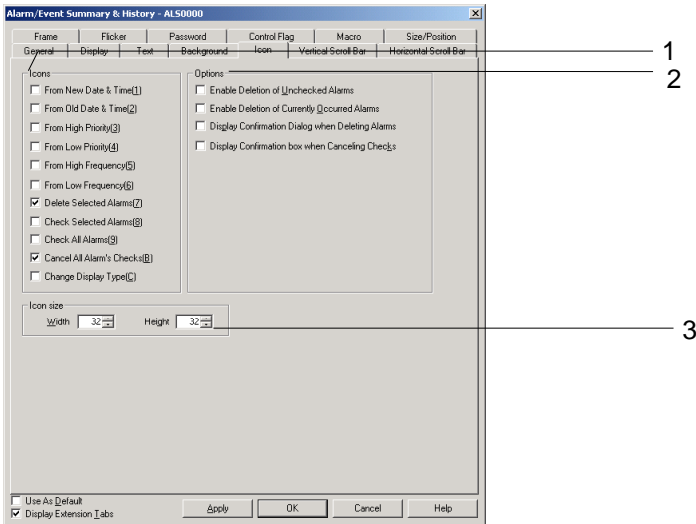 Alarm/Event Summary & History - ALS0000
Frame Flicker Password Control Flag Macro Size/Position
General Display Text Background Icon Vertical Scroll Bar Horizontal Scroll Bar
1
2
Icons
From New Date & Time(1)
From Old Date & Time(2)
From High Priority(3)
From Low Priority(4)
From High Frequency(5)
From Low Frequency(6)
Delete Selected Alarms(7)
Check Selected Alarms(8)
Check All Alarms(9)
Cancel All Alarm's Checks(B)
Change Display Type(C)
Options
Enable Deletion of Unchecked Alarms
Enable Deletion of Currently Occurred Alarms
Display Confirmation Dialog when Deleting Alarms
Display Confirmation box when Canceling Checks
Icon size
Width 32 Height 32
3
Use As Default
Display Extension Tabs
Apply OK Cancel Help